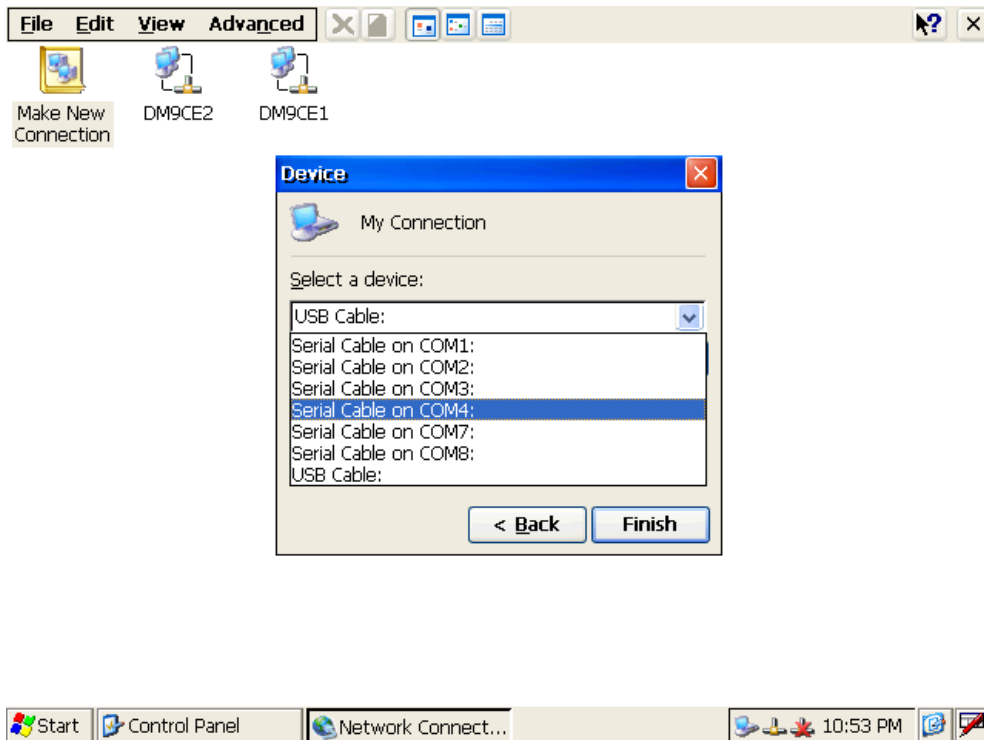 File Edit View Advanced
Make New
Connection
DM9CE2
DM9CE1
Device
My Connection
Select a device:
USB Cable:
Serial Cable on COM1:
Serial Cable on COM2:
Serial Cable on COM3:
Serial Cable on COM4:
Serial Cable on COM7:
Serial Cable on COM8:
USB Cable:
< Back Finish
Start Control Panel Network Connect... 10:53 PM